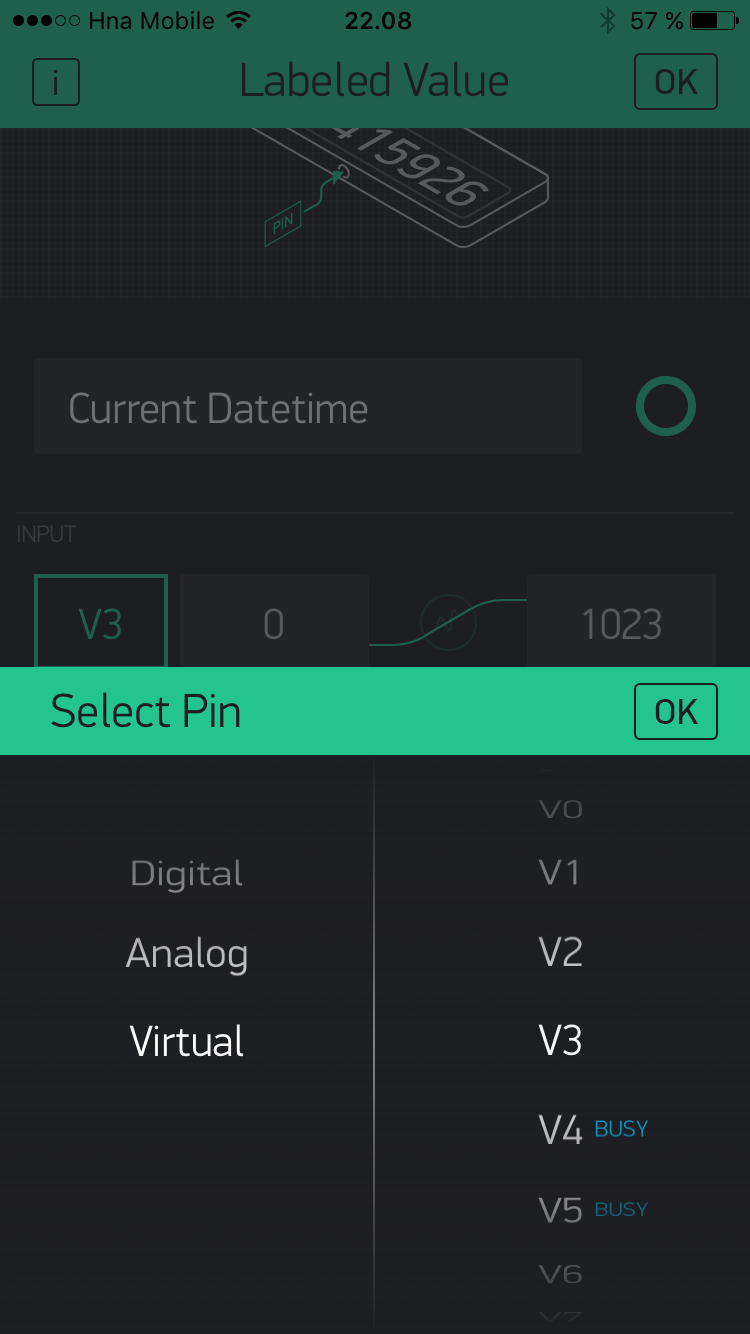 Hna Mobile 22.08 57 %
i Labeled Value OK
415926
PIN
Current Datetime
INPUT
V3 0 1023
Select Pin OK
V0
Digital V1
Analog V2
Virtual V3
V4 BUSY
V5 BUSY
V6
V7